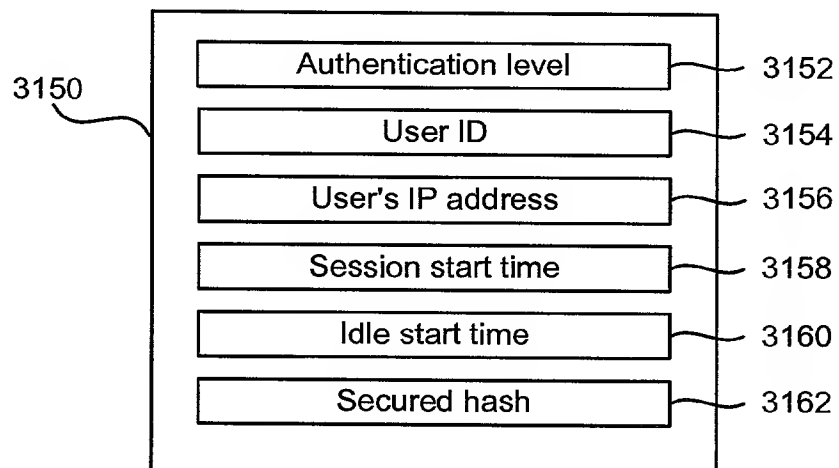 Authentication level 3152
3150
User ID 3154
User's IP address 3156
Session start time 3158
Idle start time 3160
Secured hash 3162